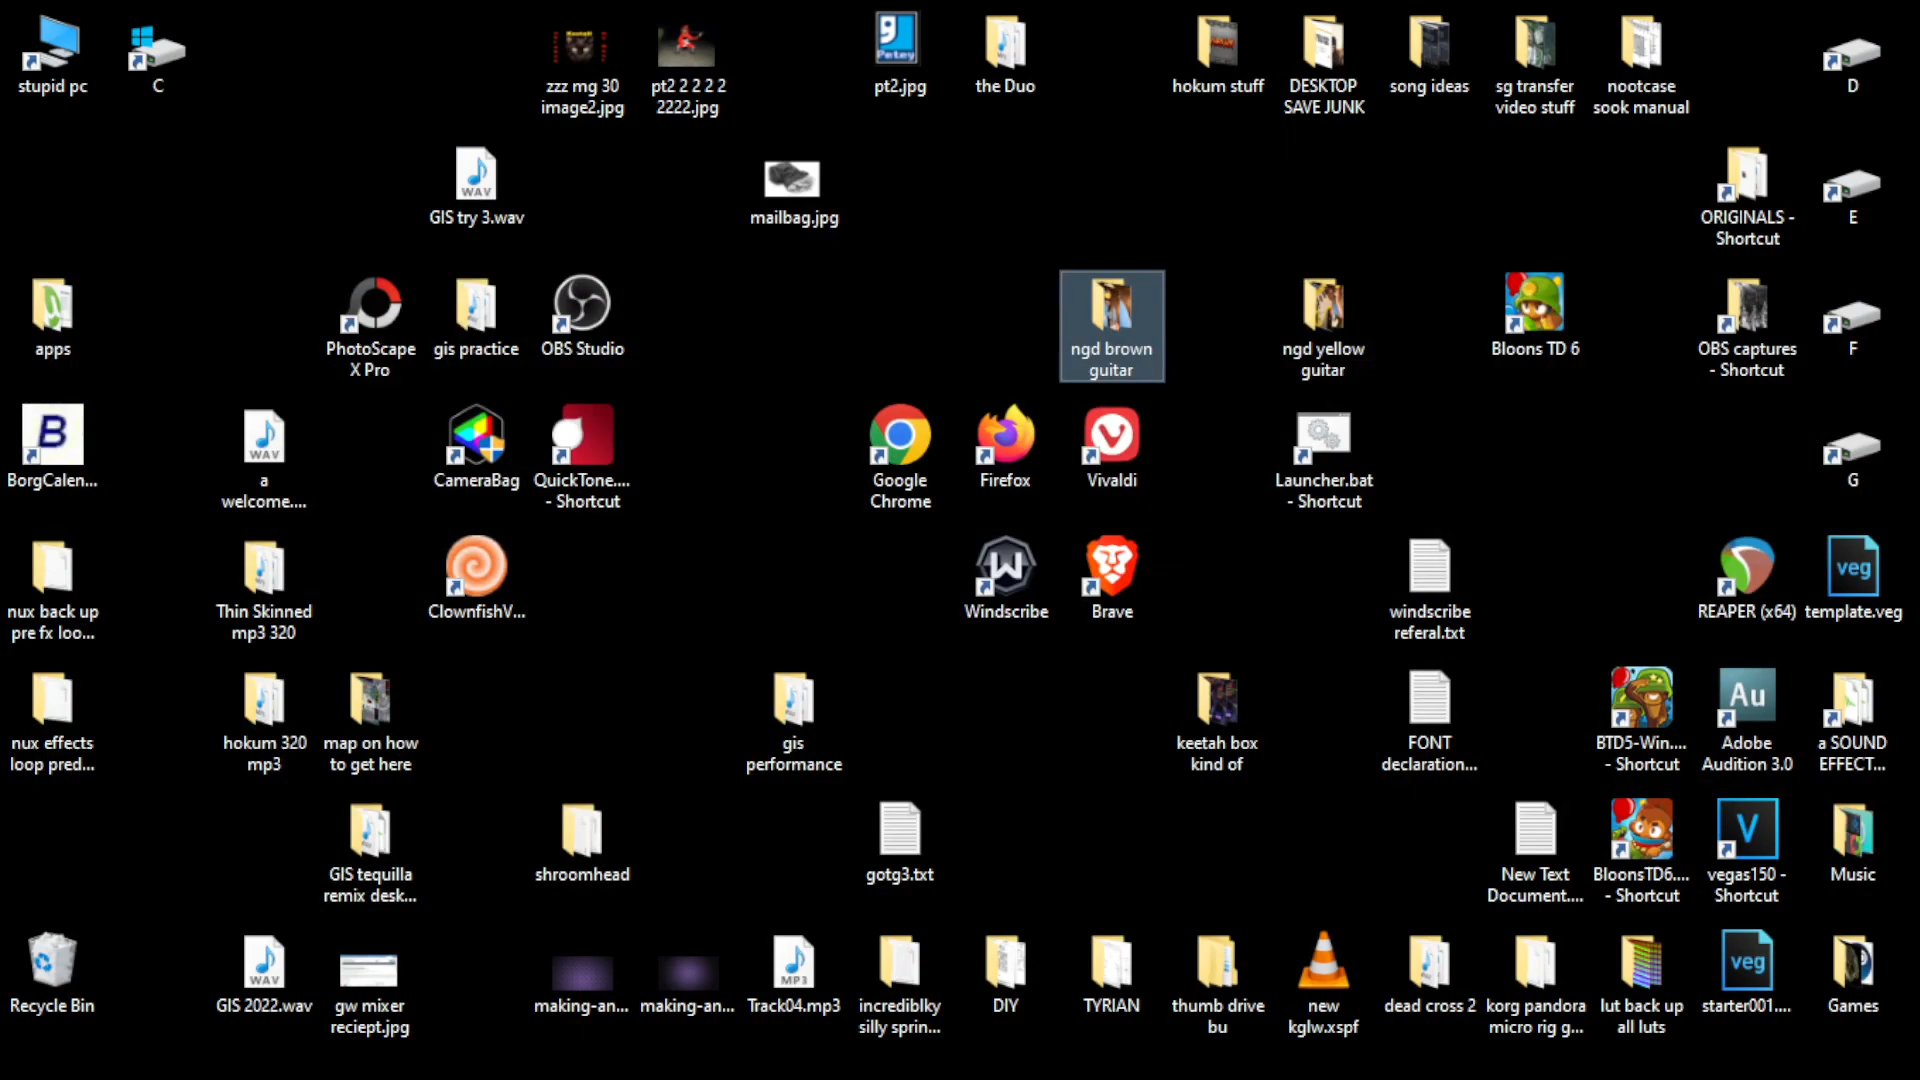 stupid pc
C
zzz mg 30
image2.jpg
pt2 2 2 2 2
2222.jpg
Petey
pt2.jpg
the Duo
hokum stuff
DESKTOP
SAVE JUNK
song ideas
sg transfer
video stuff
nootcase
sook manual
D
WAV
GIS try 3.wav
mailbag.jpg
ORIGINALS -
Shortcut
E
apps
PhotoScape
X Pro
gis practice
OBS Studio
ngd brown
guitar
ngd yellow
guitar
Bloons TD 6
OBS captures
- Shortcut
F
B
BorgCalen...
WAV
a
welcome....
CameraBag
QuickTone....
- Shortcut
Google
Chrome
Firefox
Vivaldi
Launcher.bat
- Shortcut
G
nux back up
pre fx loo...
Thin Skinned
mp3 320
ClownfishV...
W
Windscribe
Brave
windscribe
referal.txt
REAPER (x64)
veg
template.veg
nux effects
loop pred...
hokum 320
mp3
map on how
to get here
gis
performance
keetah box
kind of
FONT
declaration...
BTD5-Win....
- Shortcut
Au
Adobe
Audition 3.0
a SOUND
EFFECT...
GIS tequilla
remix desk...
shroomhead
gotg3.txt
New Text
Document....
BloonsTD6....
- Shortcut
V
vegas150 -
Shortcut
Music
Recycle Bin
WAV
GIS 2022.wav
gw mixer
reciept.jpg
making-an...
making-an...
MP3
Track04.mp3
incrediblky
silly sprin...
DIY
TYRIAN
thumb drive
bu
new
kglw.xspf
dead cross 2
korg pandora
micro rig g...
lut back up
all luts
veg
starter001....
Games